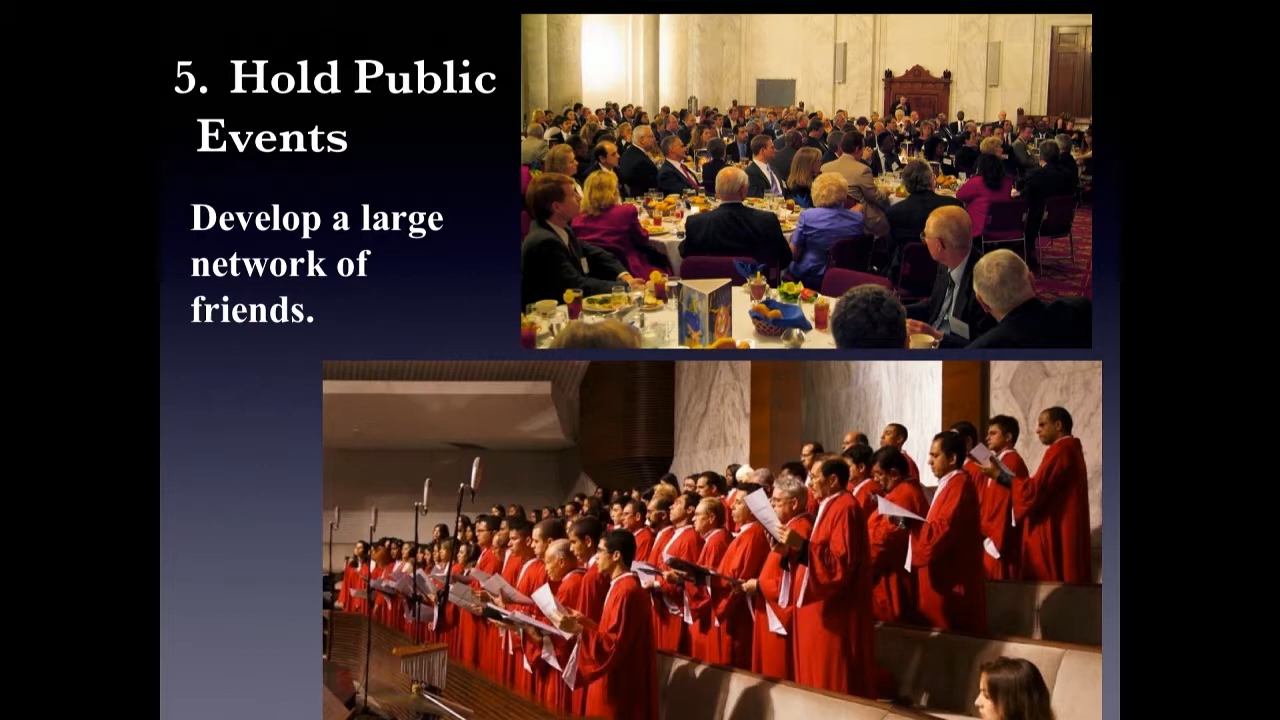 5. Hold Public
Events
Develop a large
network of
friends.